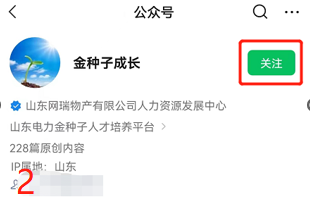 公众号
金种子成长
关注
山东网瑞物产有限公司人力资源发展中心
山东电力金种子人才培养平台
228篇原创内容
IP属地：山东
2